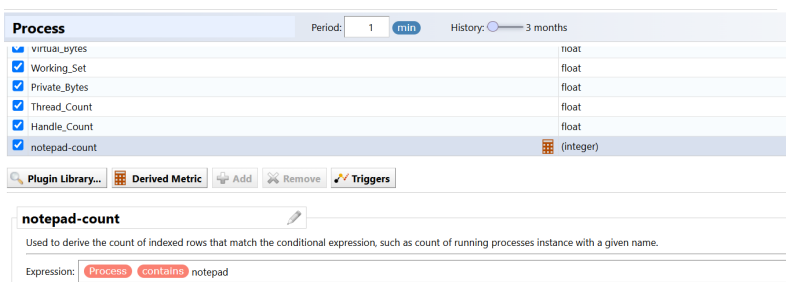 Process Period: 1 min History: 3 months
Virtual_Bytes float
Working_Set float
Private_Bytes float
Thread_Count float
Handle_Count float
notepad-count (integer)
Plugin Library... Derived Metric Add Remove Triggers
notepad-count
Used to derive the count of indexed rows that match the conditional expression, such as count of running processes instance with a given name.
Expression: Process contains notepad